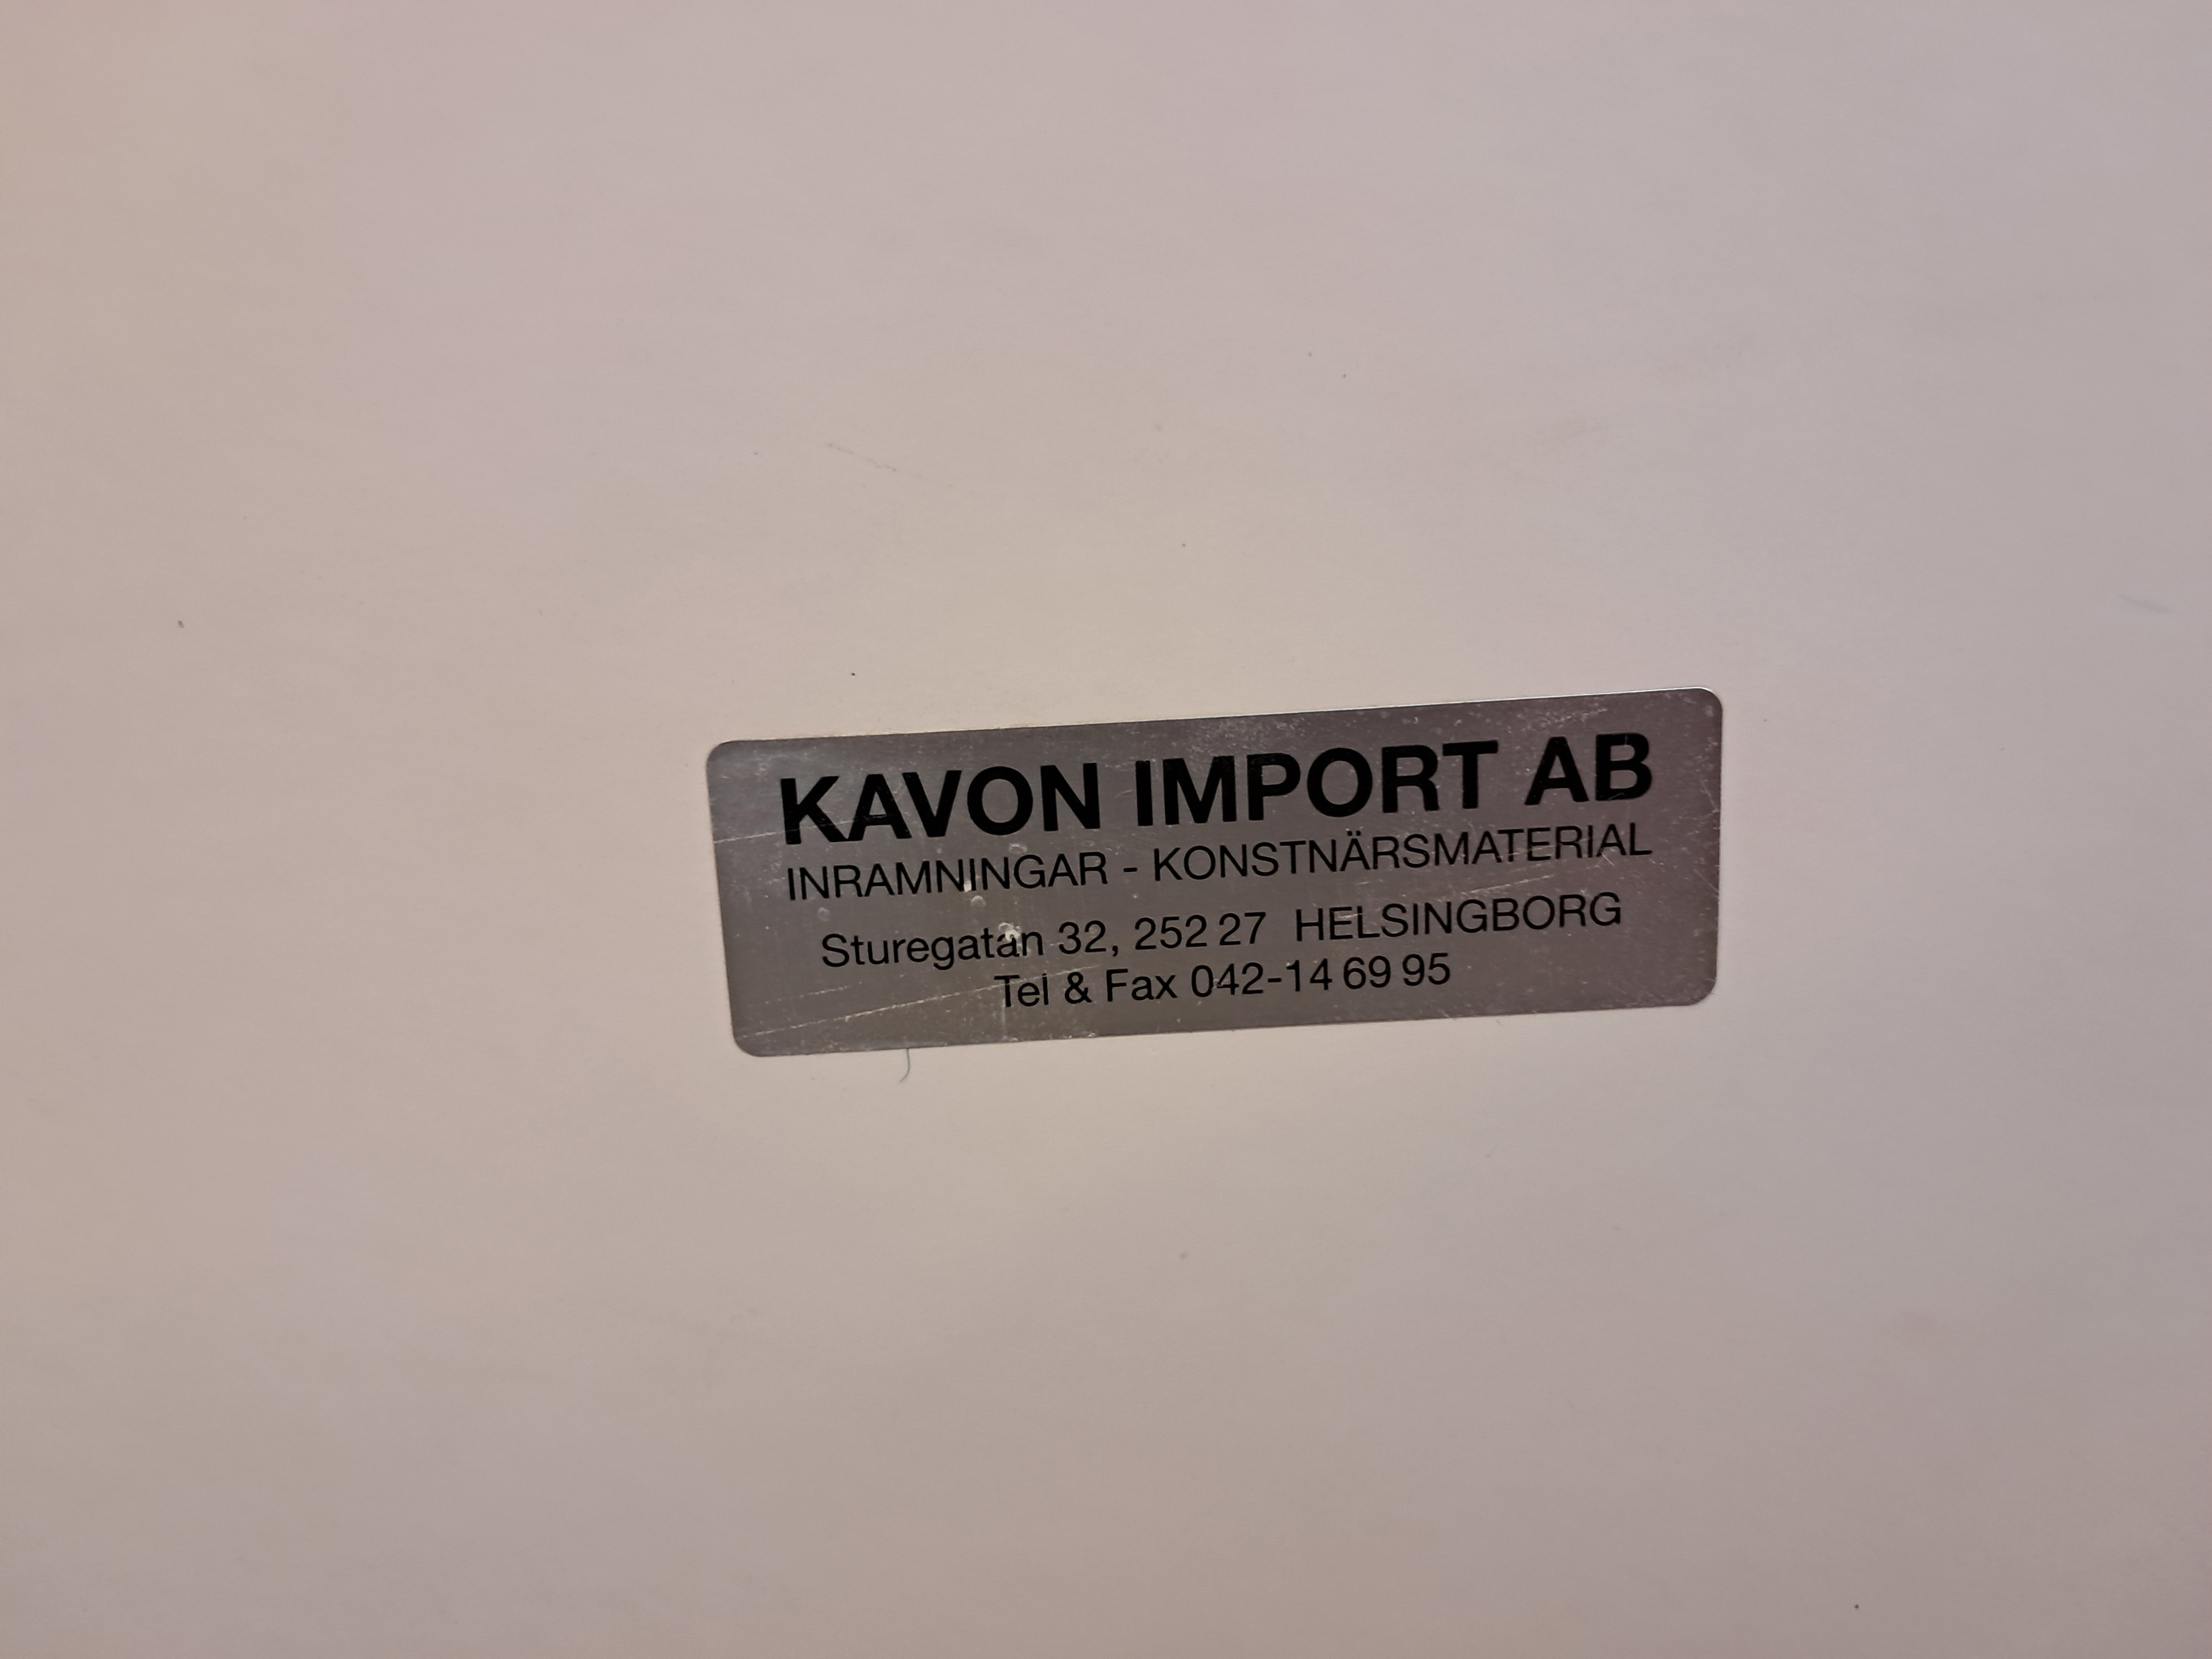 KAVON IMPORT AB
INRAMNINGAR - KONSTNÄRSMATERIAL
Sturegatan 32, 252 27 HELSINGBORG
Tel & Fax 042-14 69 95